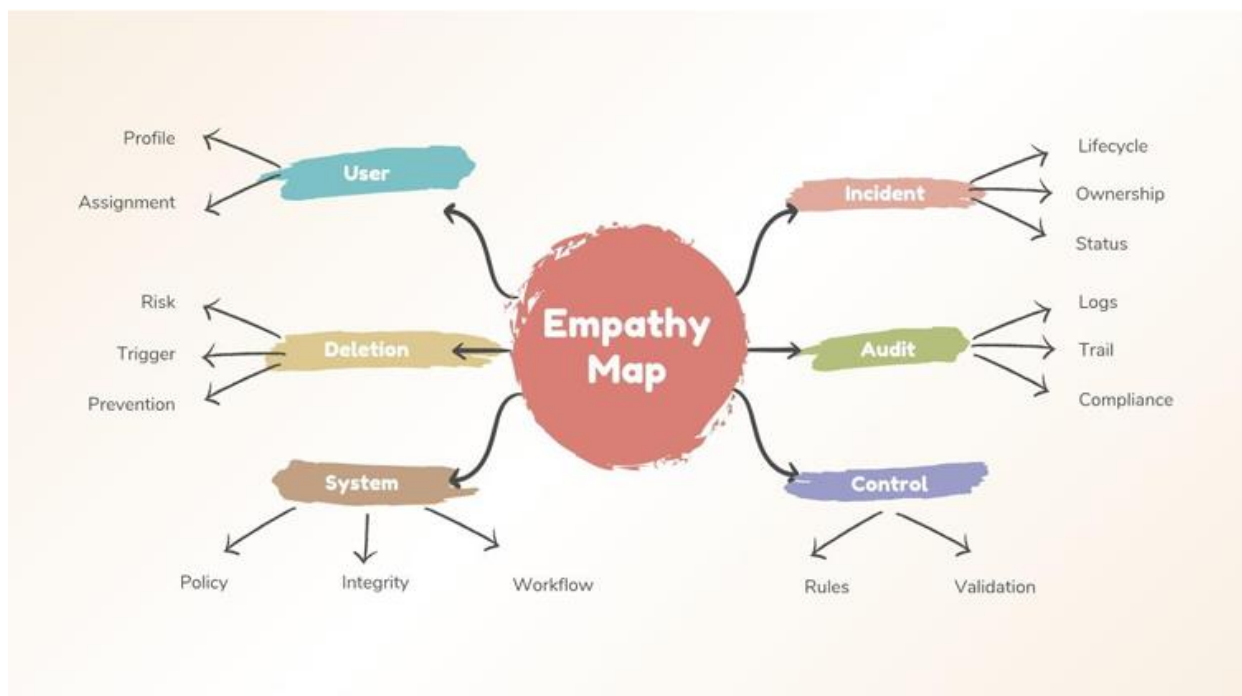 Empathy
Map
User
Profile
Assignment
Deletion
Risk
Trigger
Prevention
System
Policy
Integrity
Workflow
Incident
Lifecycle
Ownership
Status
Audit
Logs
Trail
Compliance
Control
Rules
Validation